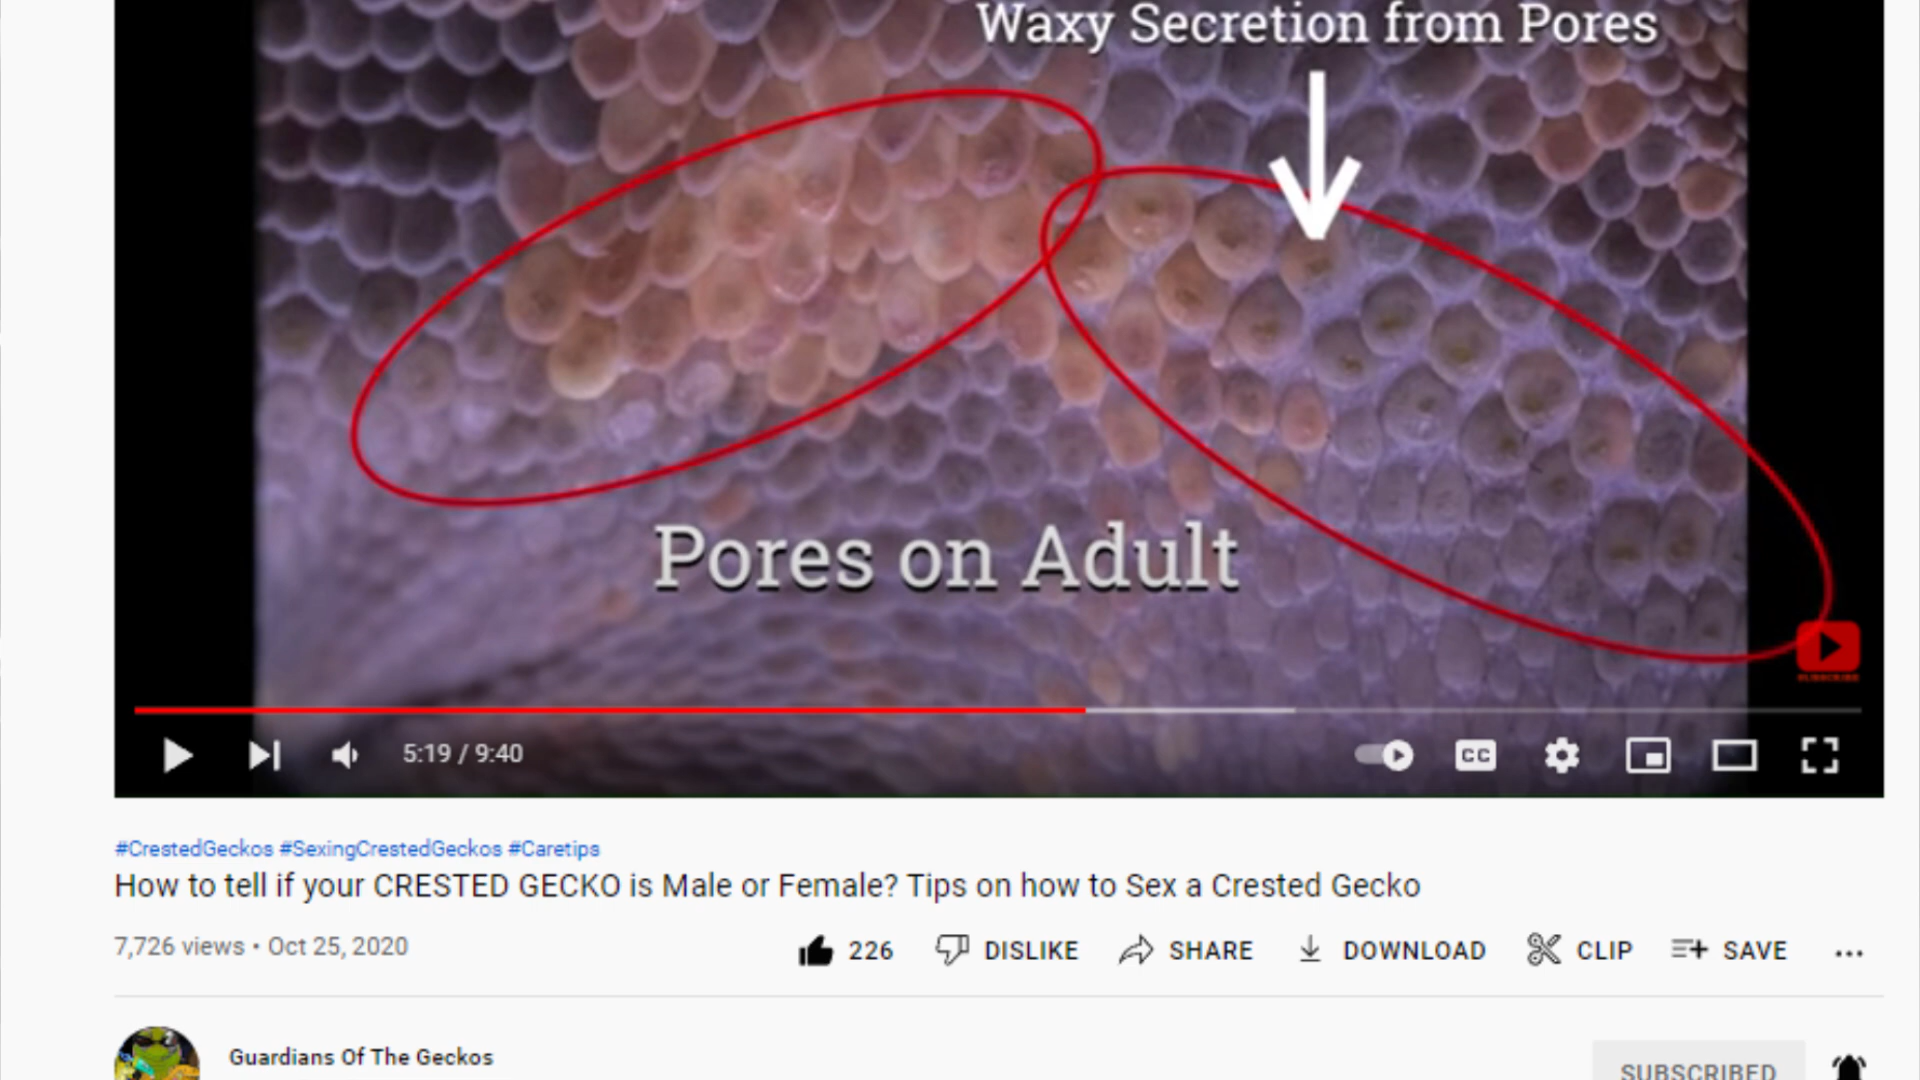 Waxy Secretion from Pores
Pores on Adult
SUBSCRIBE
5:19 / 9:40
CC
#CrestedGeckos #SexingCrestedGeckos #Caretips
How to tell if your CRESTED GECKO is Male or Female? Tips on how to Sex a Crested Gecko
7,726 views • Oct 25, 2020
226 DISLIKE SHARE DOWNLOAD CLIP SAVE ...
Guardians Of The Geckos
SUBSCRIBED